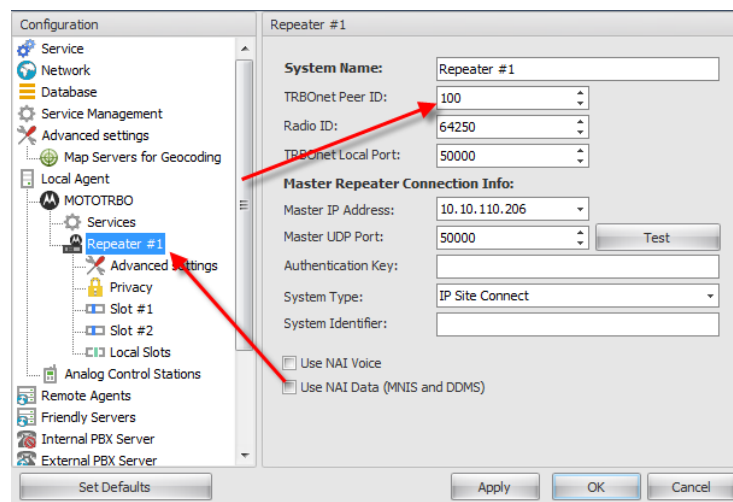 Configuration
Service
Network
Database
Service Management
Advanced settings
Map Servers for Geocoding
Local Agent
MOTOTRBO
Services
Repeater #1
Advanced settings
Privacy
Slot #1
Slot #2
Local Slots
Analog Control Stations
Remote Agents
Friendly Servers
Internal PBX Server
External PBX Server
Set Defaults
Repeater #1
System Name: Repeater #1
TRBOnet Peer ID: 100
Radio ID: 64250
TRBOnet Local Port: 50000
Master Repeater Connection Info:
Master IP Address: 10.10.110.206
Master UDP Port: 50000 Test
Authentication Key:
System Type: IP Site Connect
System Identifier:
Use NAI Voice
Use NAI Data (MNIS and DDMS)
Apply OK Cancel